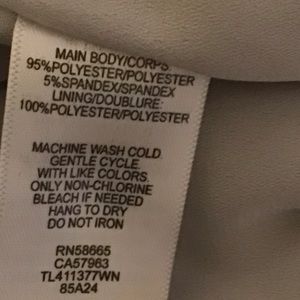 MAIN BODY/CORPS:
95%POLYESTER/POLYESTER
5%SPANDEX/SPANDEX
LINING/DOUBLURE:
100%POLYESTER/POLYESTER
MACHINE WASH COLD
GENTLE CYCLE
WITH LIKE COLORS.
ONLY NON-CHLORINE
BLEACH IF NEEDED
HANG TO DRY
DO NOT IRON
RN58665
CA57963
TL411377WN
85A24